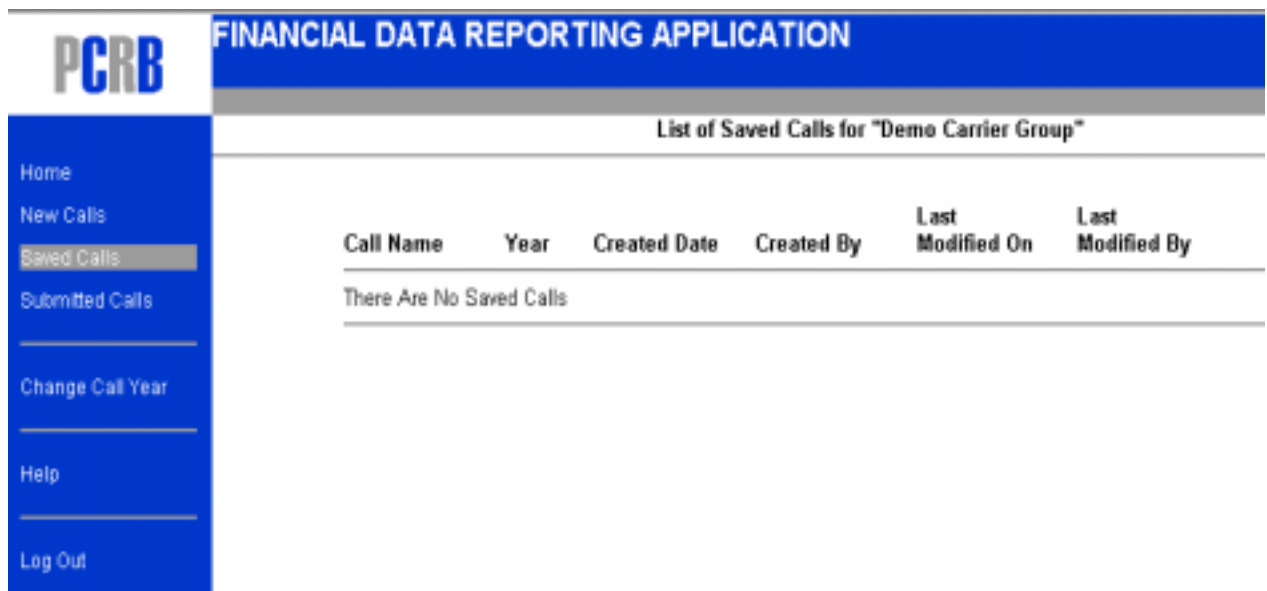 PCRB
FINANCIAL DATA REPORTING APPLICATION
List of Saved Calls for "Demo Carrier Group"
Home
New Calls
Saved Calls
Submitted Calls
Change Call Year
Help
Log Out
Call Name Year Created Date Created By Last Modified On Last Modified By
There Are No Saved Calls